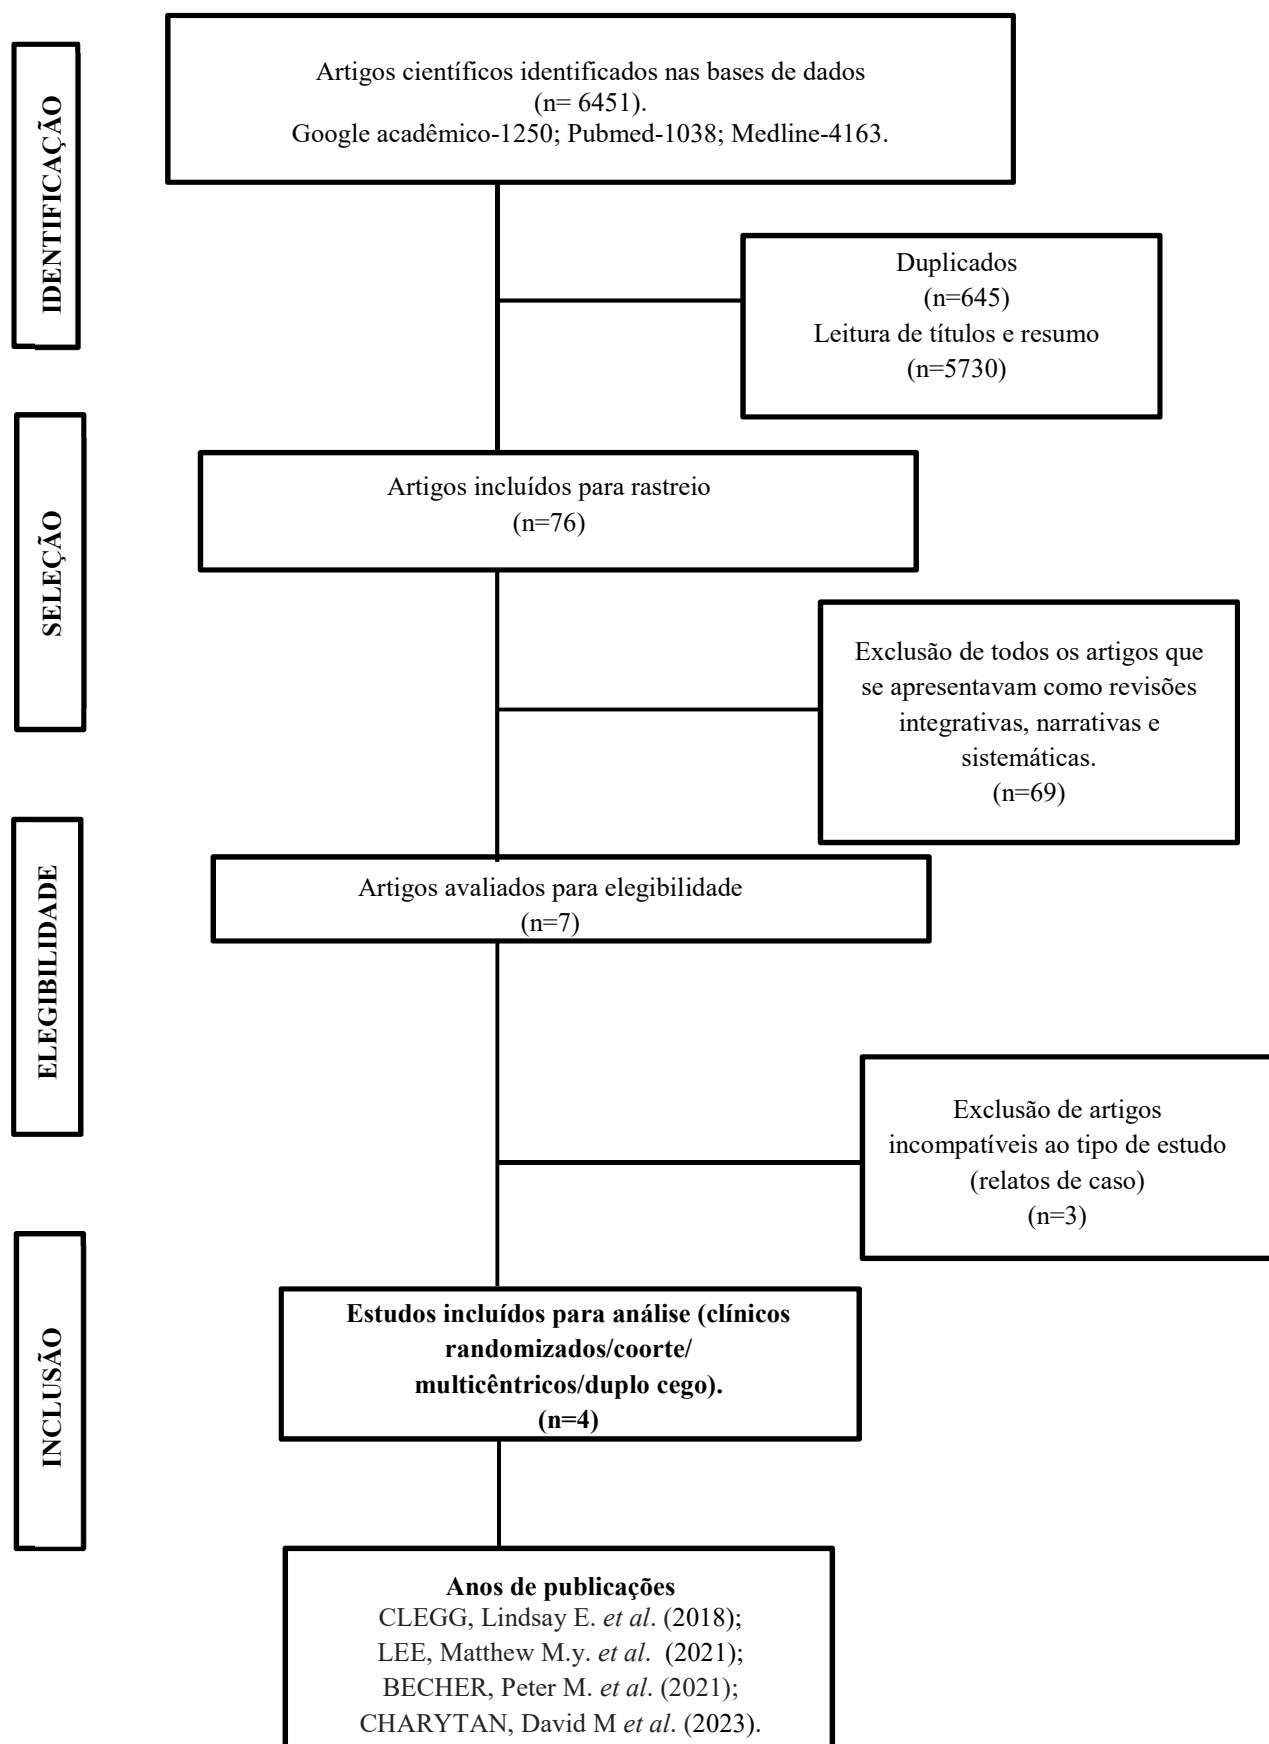 IDENTIFICAÇÃO
Artigos científicos identificados nas bases de dados
(n= 6451).
Google acadêmico-1250; Pubmed-1038; Medline-4163.
Duplicados
(n=645)
Leitura de títulos e resumo
(n=5730)
SELEÇÃO
Artigos incluídos para rastreio
(n=76)
Exclusão de todos os artigos que
se apresentavam como revisões
integrativas, narrativas e
sistemáticas.
(n=69)
ELEGIBILIDADE
Artigos avaliados para elegibilidade
(n=7)
Exclusão de artigos
incompatíveis ao tipo de estudo
(relatos de caso)
(n=3)
INCLUSÃO
Estudos incluídos para análise (clínicos
randomizados/coorte/
multicêntricos/duplo cego).
(n=4)
Anos de publicações
CLEGG, Lindsay E. et al. (2018);
LEE, Matthew M.y. et al. (2021);
BECHER, Peter M. et al. (2021);
CHARYTAN, David M et al. (2023).